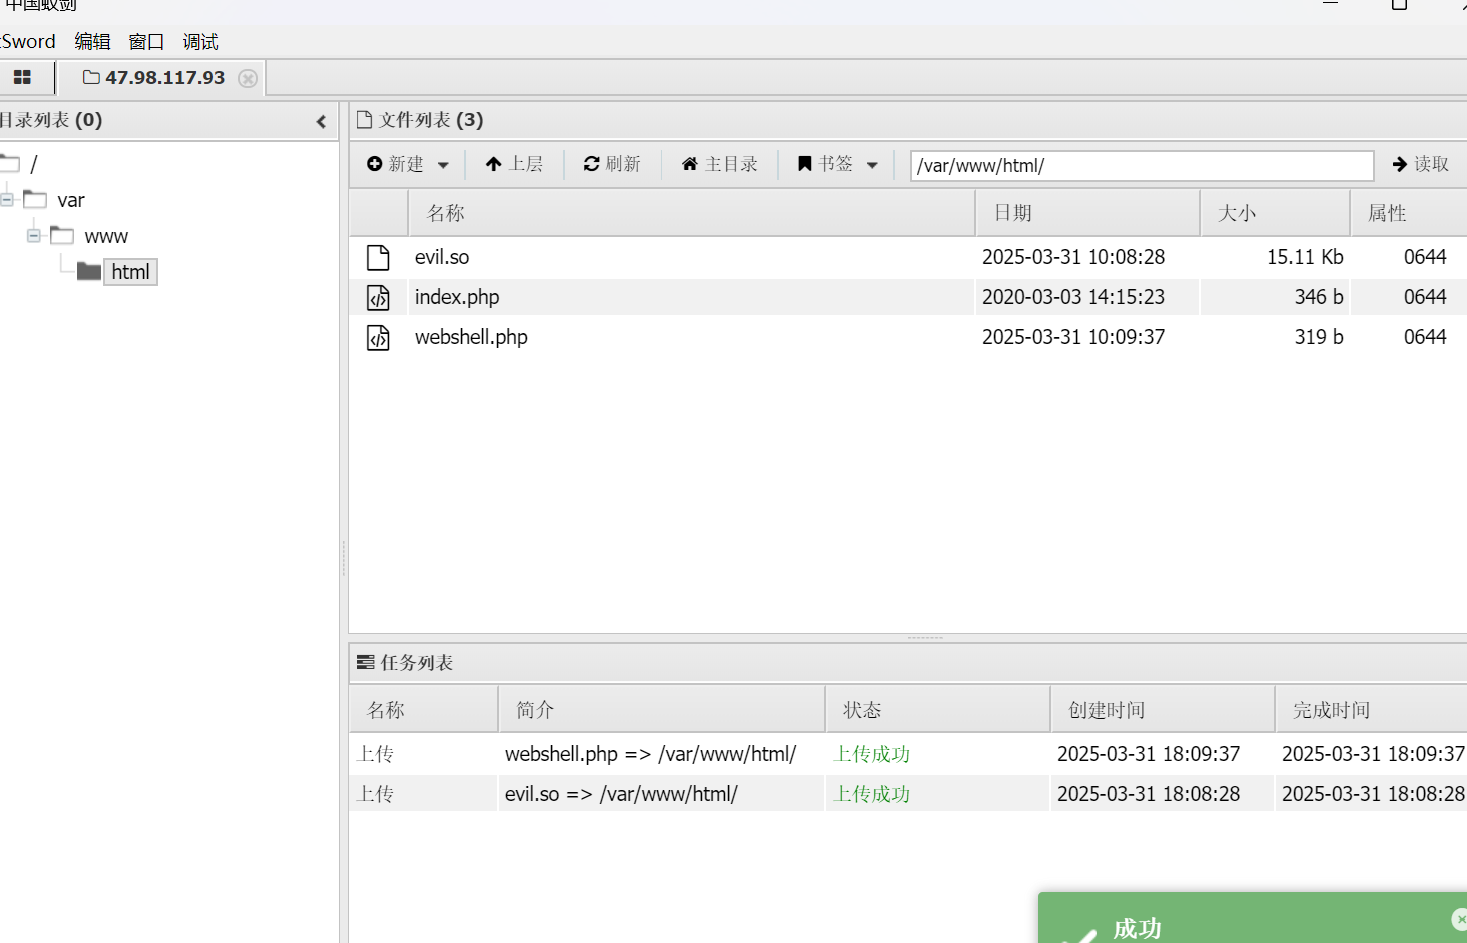 中国蚁剑
tSword 编辑 窗口 调试
47.98.117.93
目录列表 (0)
/
var
www
html
文件列表 (3)
新建 上层 刷新 主目录 书签 /var/www/html/ 读取
名称 日期 大小 属性
evil.so 2025-03-31 10:08:28 15.11 Kb 0644
index.php 2020-03-03 14:15:23 346 b 0644
webshell.php 2025-03-31 10:09:37 319 b 0644
任务列表
名称 简介 状态 创建时间 完成时间
上传 webshell.php => /var/www/html/ 上传成功 2025-03-31 18:09:37 2025-03-31 18:09:37
上传 evil.so => /var/www/html/ 上传成功 2025-03-31 18:08:28 2025-03-31 18:08:28
成功